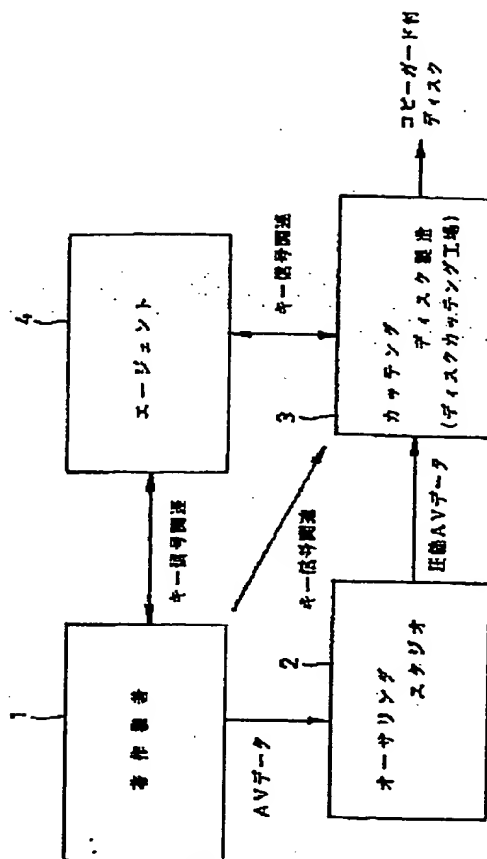 1
著作権者
キー信号関連
4
エージェント
キー信号関連
キー信号関連
AVデータ
2
オーサリング
スタジオ
圧縮AVデータ
3
カッテング
ディスク製造
(ディスクカッテング工場)
コピーガード付
ディスク